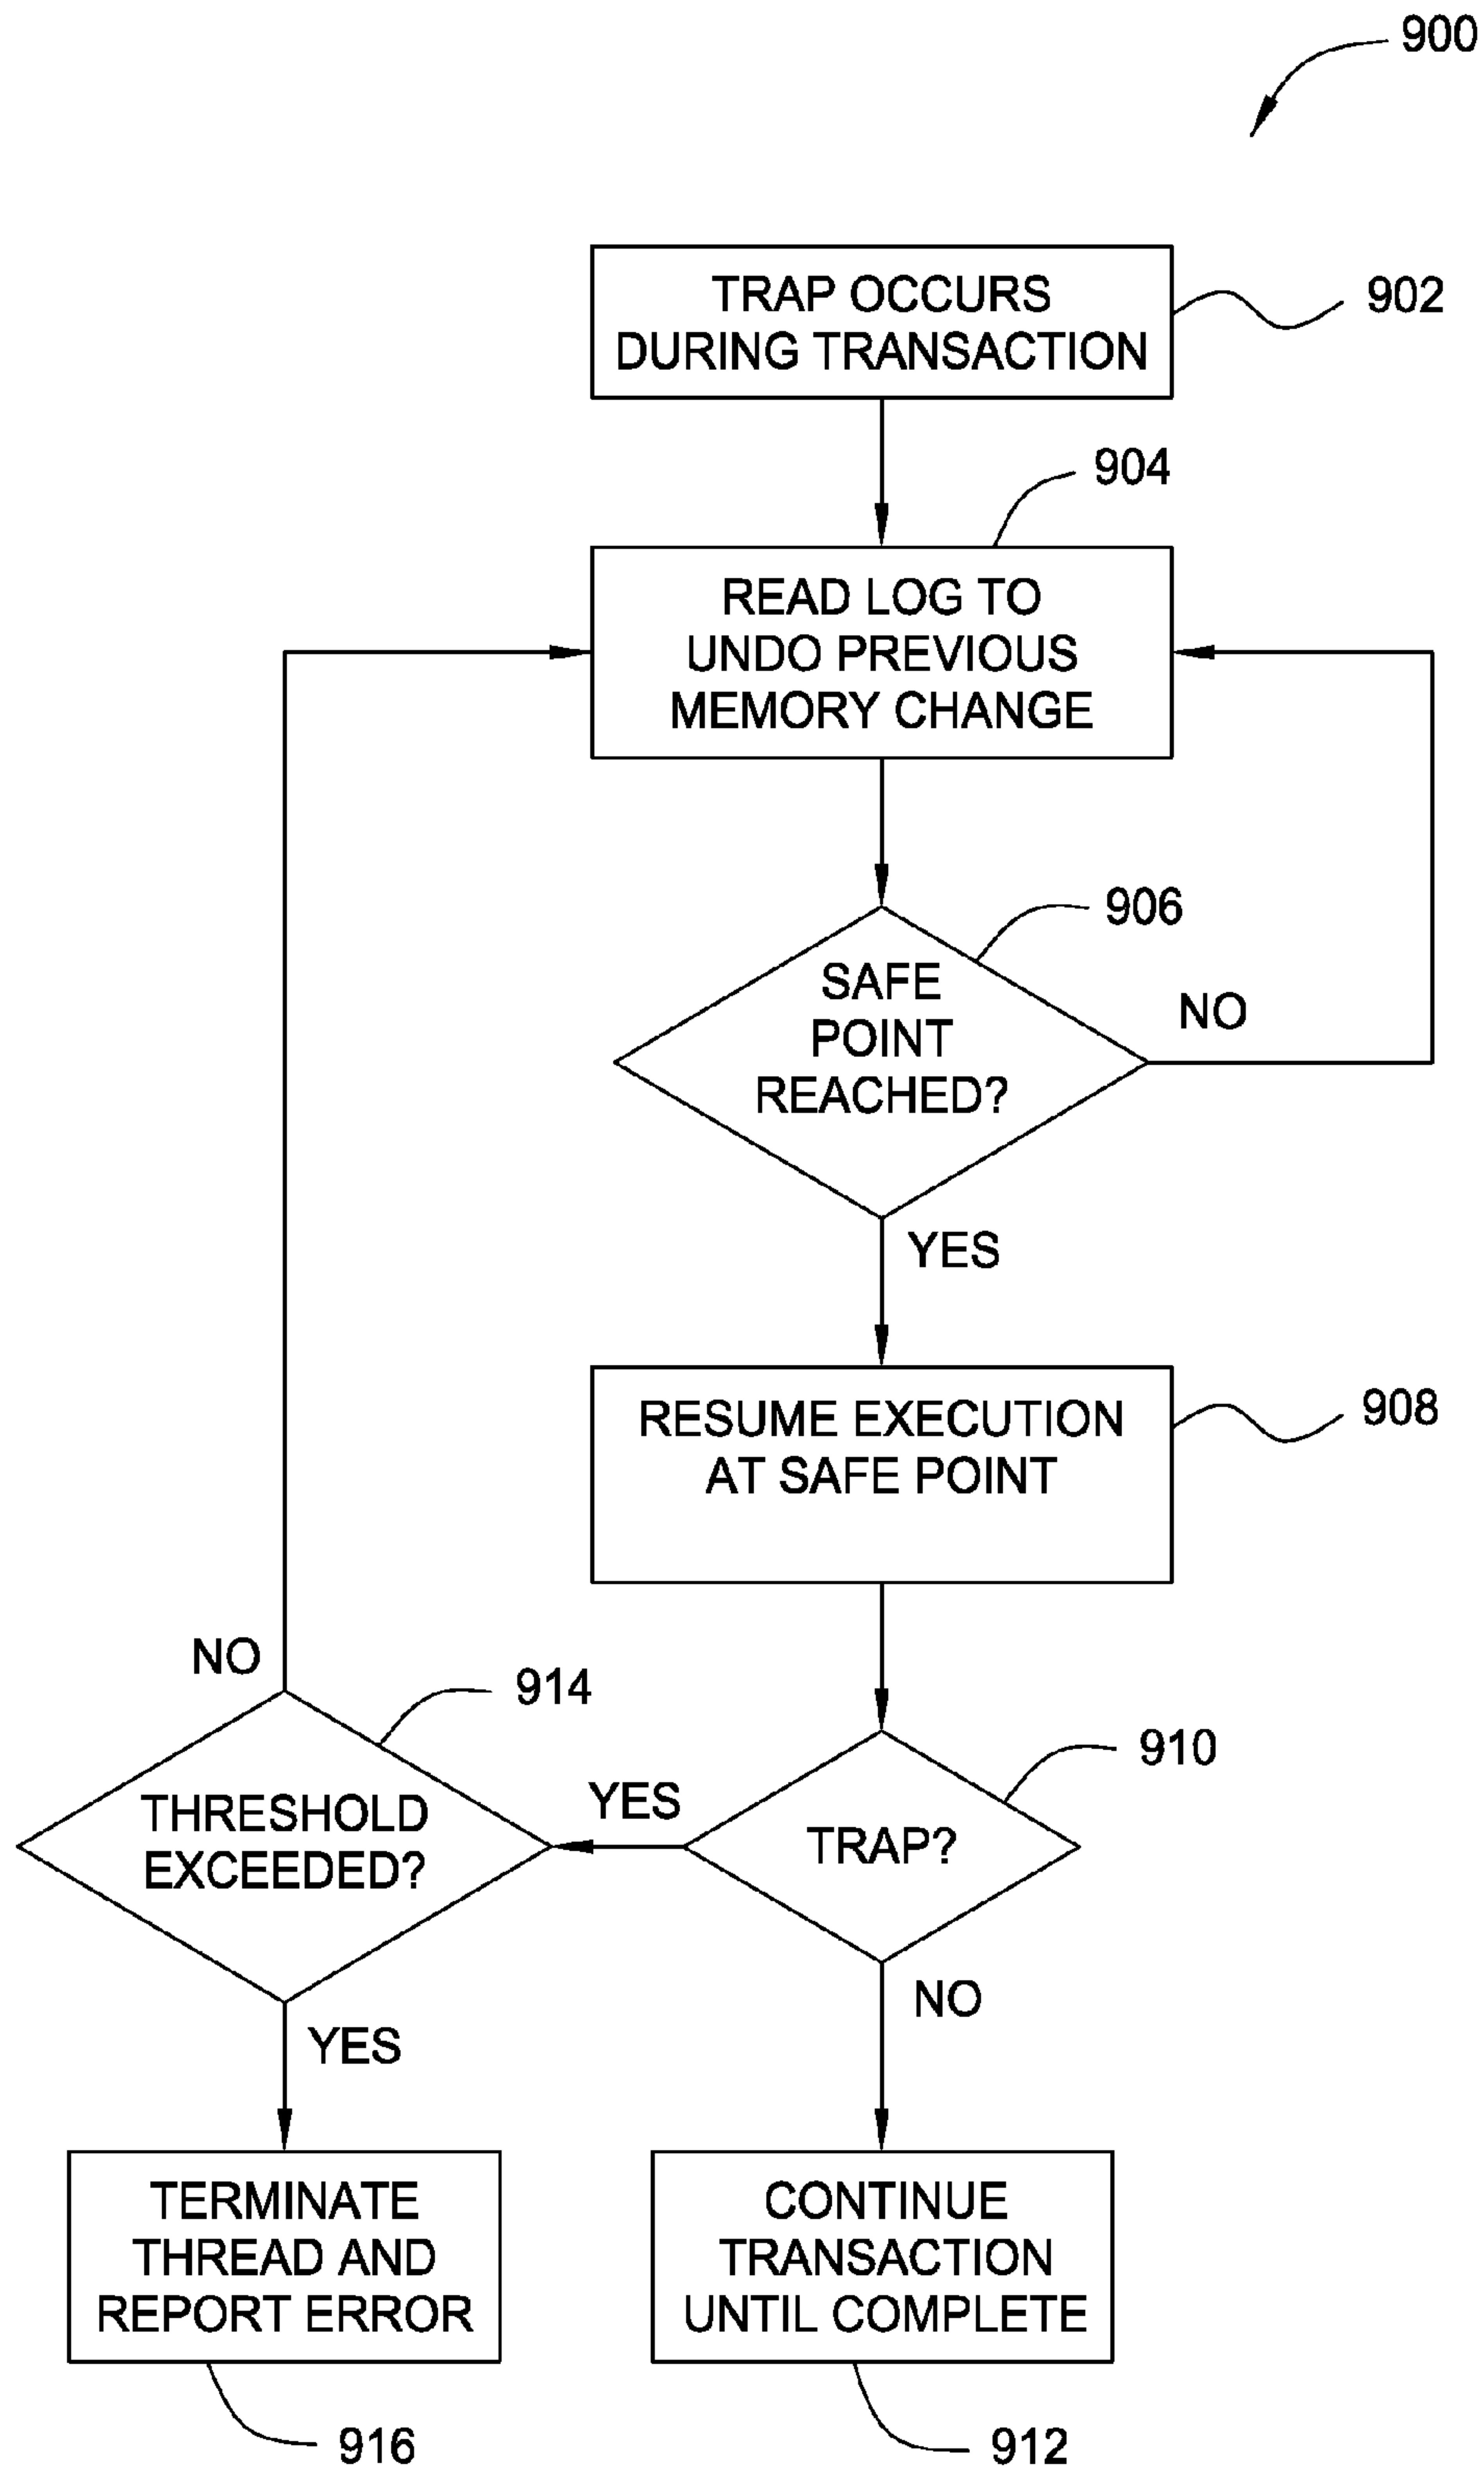 900
TRAP OCCURS
DURING TRANSACTION
902
904
READ LOG TO
UNDO PREVIOUS
MEMORY CHANGE
906
SAFE
POINT
REACHED?
NO
YES
RESUME EXECUTION
AT SAFE POINT
908
NO
914
910
THRESHOLD
EXCEEDED?
YES
TRAP?
YES
NO
TERMINATE
THREAD AND
REPORT ERROR
CONTINUE
TRANSACTION
UNTIL COMPLETE
916
912